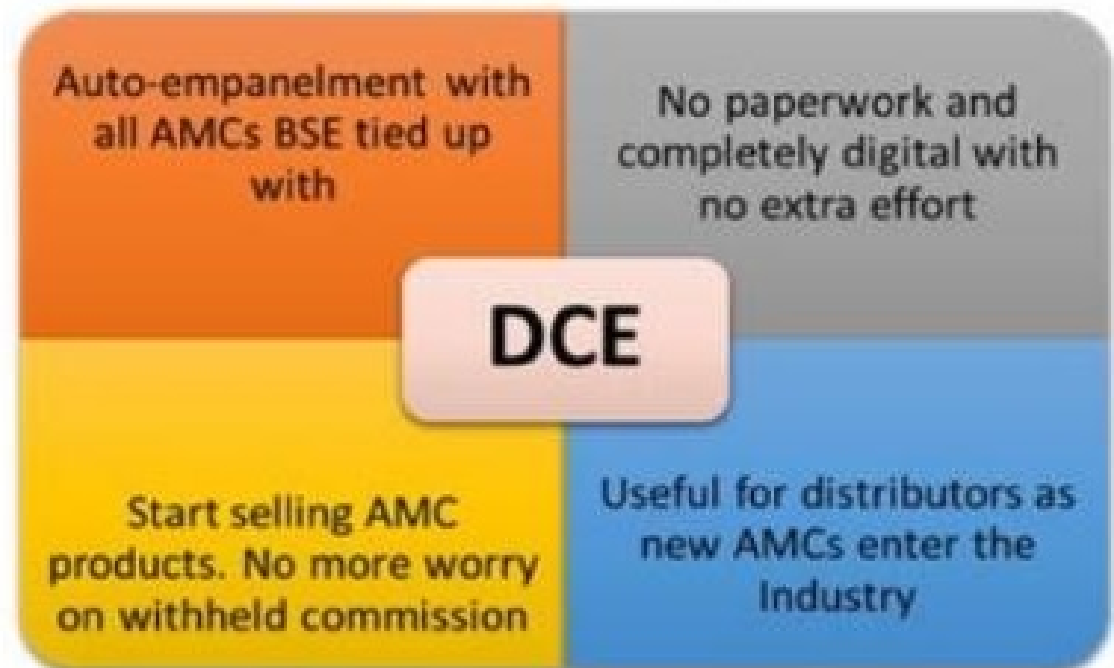 Auto-empanelment with
all AMCs BSE tied up
with
No paperwork and
completely digital with
no extra effort
DCE
Start selling AMC
products. No more worry
on withheld commission
Useful for distributors as
new AMCs enter the
Industry